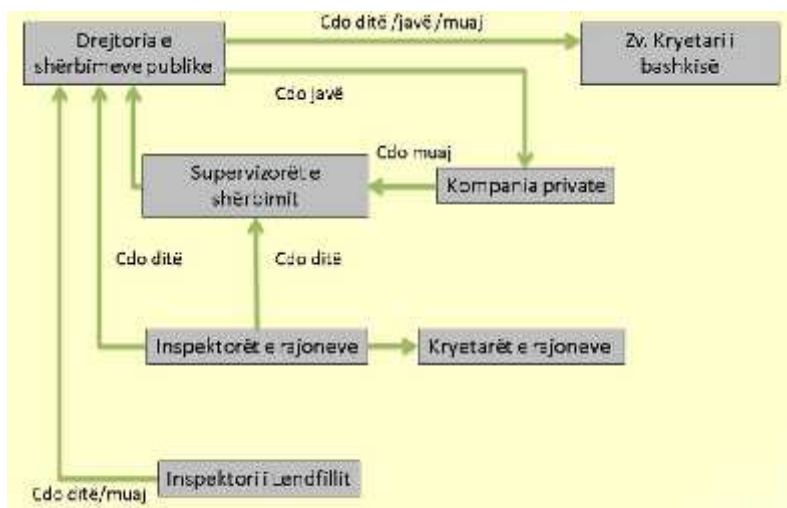 Cdo ditë /javë /muaj
Drejtoria e
shërbimeve publike
Zv. Kryetari i
bashkisë
Cdo javë
Cdo muaj
Supervizorët e
shërbimit
Kompania private
Cdo ditë
Cdo ditë
Inspektorët e rajoneve
Kryetarët e rajoneve
Inspektori i Lendfillit
Cdo ditë/muaj